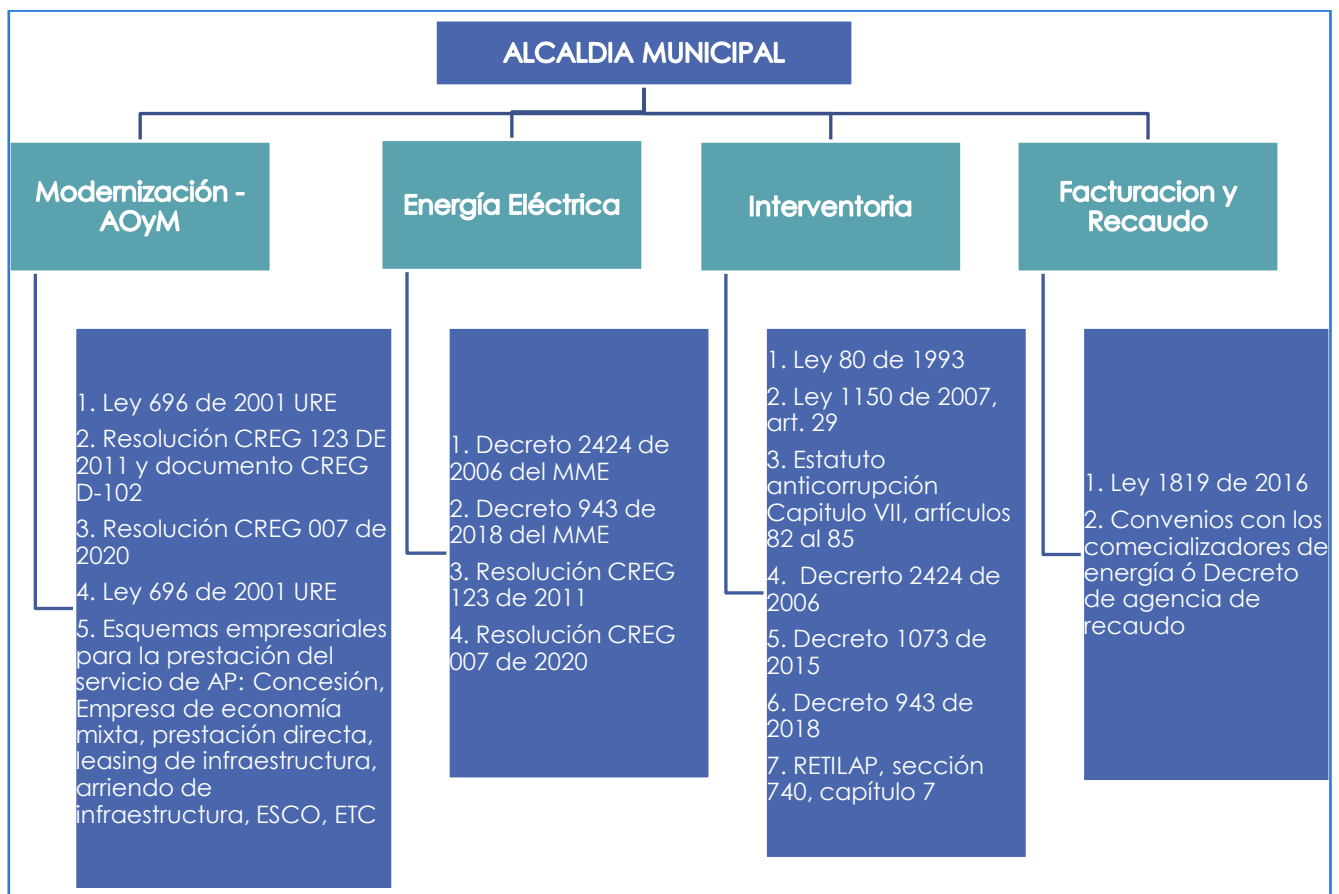 ALCALDIA MUNICIPAL
Modernización -
AOyM
Energía Eléctrica
Interventoria
Facturacion y
Recaudo
1. Ley 696 de 2001 URE
2. Resolución CREG 123 DE
2011 y documento CREG
D-102
3. Resolución CREG 007 de
2020
4. Ley 696 de 2001 URE
5. Esquemas empresariales
para la prestación del
servicio de AP: Concesión,
Empresa de economía
mixta, prestación directa,
leasing de infraestructura,
arriendo de
infraestructura, ESCO, ETC
1. Decreto 2424 de
2006 del MME
2. Decreto 943 de
2018 del MME
3. Resolución CREG
123 de 2011
4. Resolución CREG
007 de 2020
1. Ley 80 de 1993
2. Ley 1150 de 2007,
art. 29
3. Estatuto
anticorrupción
Capitulo VII, artículos
82 al 85
4. Decrerto 2424 de
2006
5. Decreto 1073 de
2015
6. Decreto 943 de
2018
7. RETILAP, sección
740, capítulo 7
1. Ley 1819 de 2016
2. Convenios con los
comecializadores de
energía ó Decreto
de agencia de
recaudo